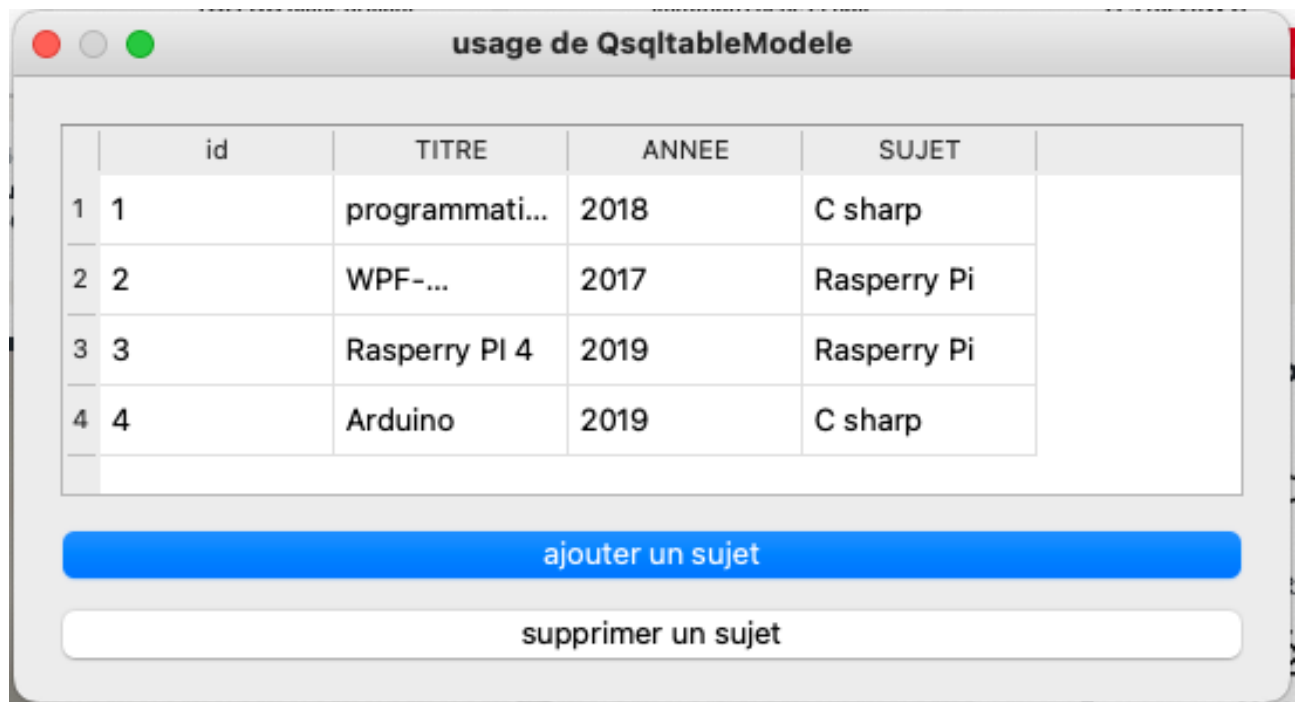 usage de QsqltableModele
id TITRE ANNEE SUJET
1 1 programmati... 2018 C sharp
2 2 WPF-... 2017 Rasperry Pi
3 3 Rasperry PI 4 2019 Rasperry Pi
4 4 Arduino 2019 C sharp
ajouter un sujet
supprimer un sujet